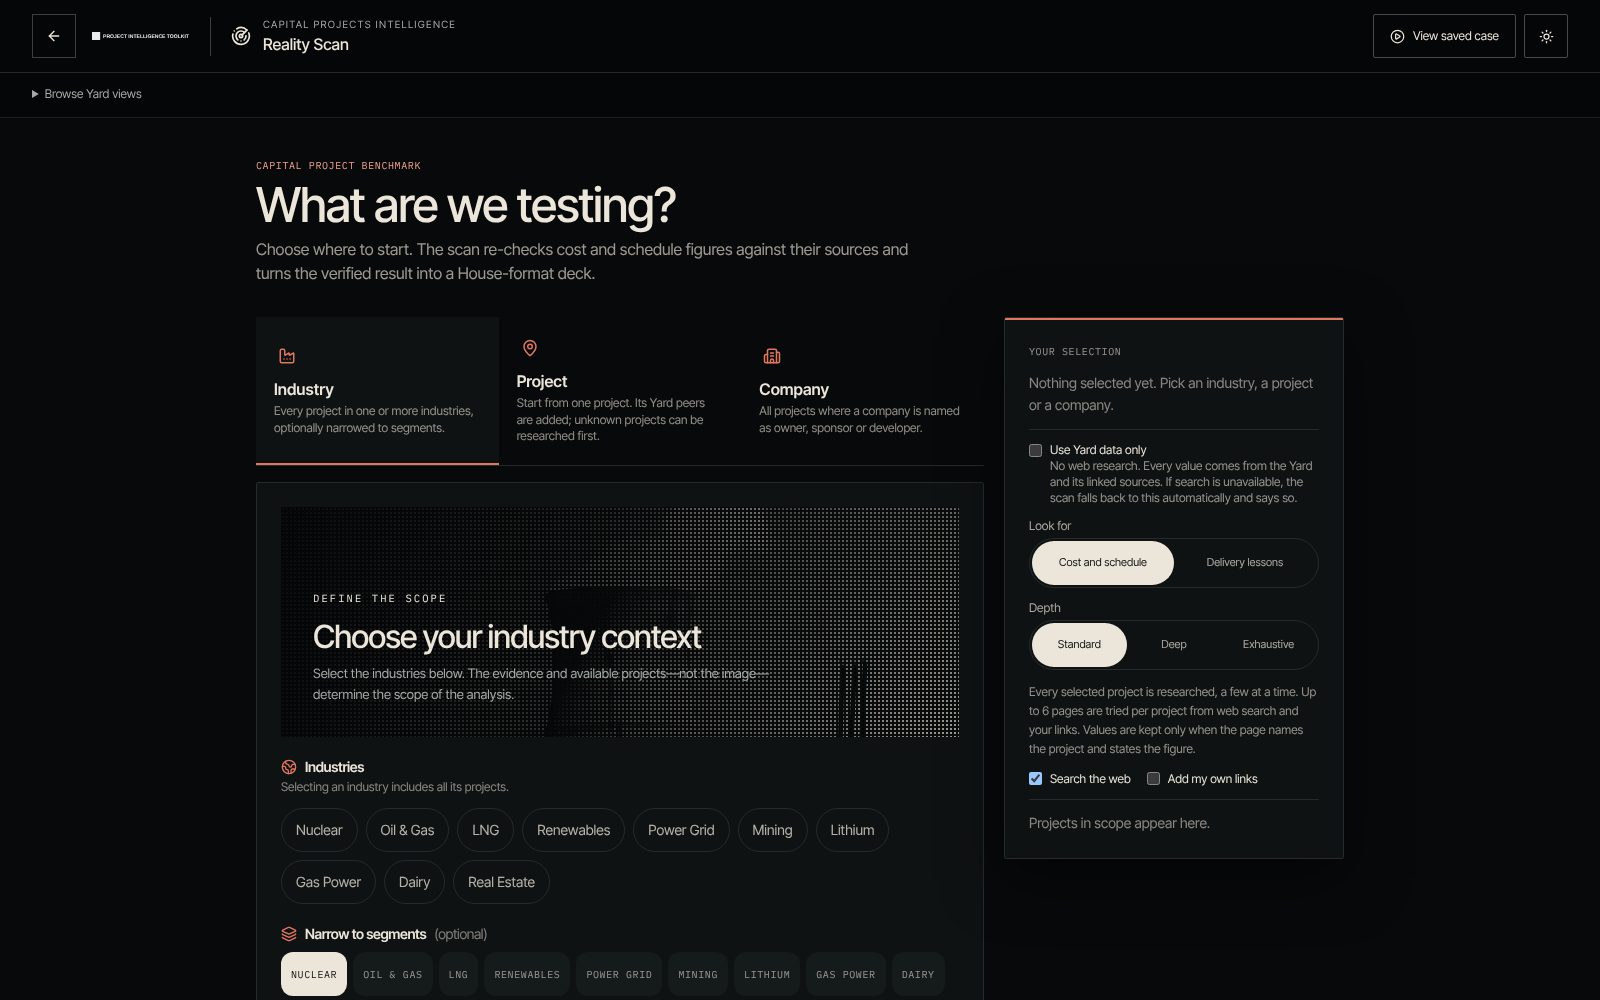 PROJECT INTELLIGENCE TOOLKIT
CAPITAL PROJECTS INTELLIGENCE
Reality Scan
View saved case
Browse Yard views
CAPITAL PROJECT BENCHMARK
What are we testing?
Choose where to start. The scan re-checks cost and schedule figures against their sources and
turns the verified result into a House-format deck.
Industry
Every project in one or more industries,
optionally narrowed to segments.
Project
Start from one project. Its Yard peers
are added; unknown projects can be
researched first.
Company
All projects where a company is named
as owner, sponsor or developer.
DEFINE THE SCOPE
Choose your industry context
Select the industries below. The evidence and available projects—not the image—
determine the scope of the analysis.
Industries
Selecting an industry includes all its projects.
Nuclear
Oil & Gas
LNG
Renewables
Power Grid
Mining
Lithium
Gas Power
Dairy
Real Estate
Narrow to segments (optional)
NUCLEAR
OIL & GAS
LNG
RENEWABLES
POWER GRID
MINING
LITHIUM
GAS POWER
DAIRY
YOUR SELECTION
Nothing selected yet. Pick an industry, a project
or a company.
Use Yard data only
No web research. Every value comes from the Yard
and its linked sources. If search is unavailable, the
scan falls back to this automatically and says so.
Look for
Cost and schedule
Delivery lessons
Depth
Standard
Deep
Exhaustive
Every selected project is researched, a few at a time. Up
to 6 pages are tried per project from web search and
your links. Values are kept only when the page names
the project and states the figure.
Search the web
Add my own links
Projects in scope appear here.